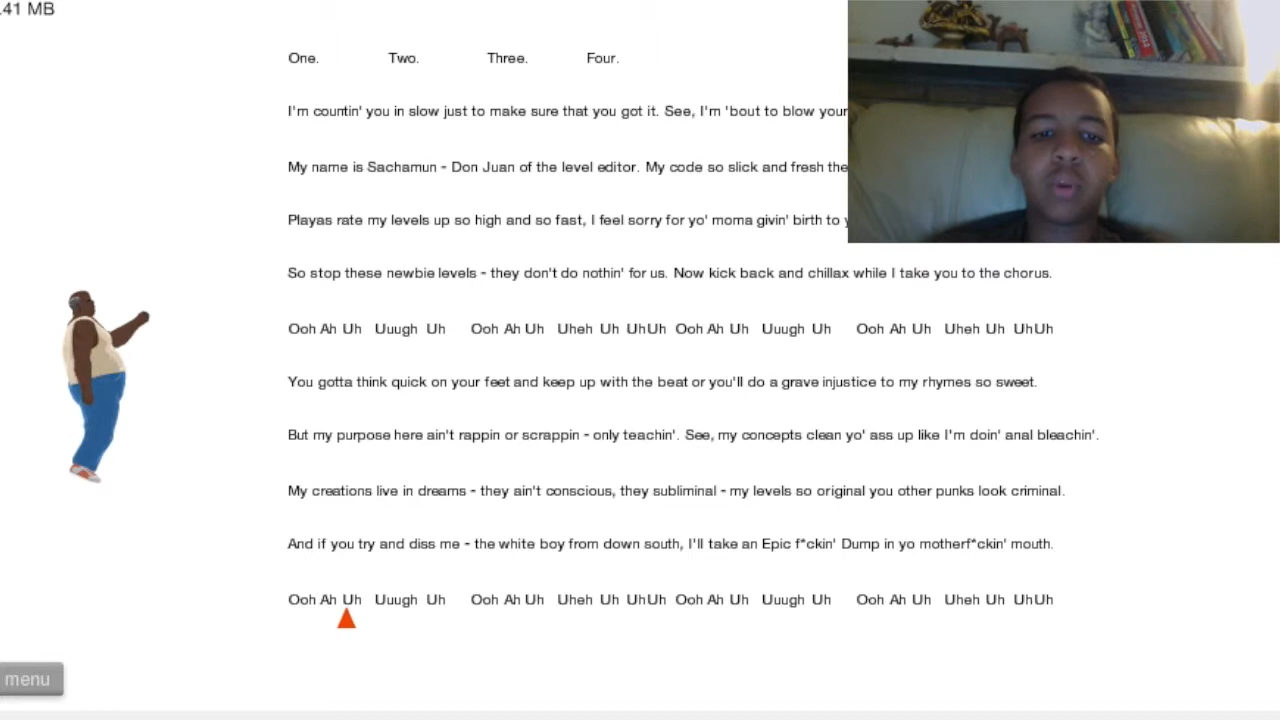 .41 MB
One. Two. Three. Four.
I'm countin' you in slow just to make sure that you got it. See, I'm 'bout to blow your
My name is Sachamun - Don Juan of the level editor. My code so slick and fresh the
Playas rate my levels up so high and so fast, I feel sorry for yo' moma givin' birth to
So stop these newbie levels - they don't do nothin' for us. Now kick back and chillax while I take you to the chorus.
Ooh Ah Uh Uuugh Uh Ooh Ah Uh Uheh Uh UhUh Ooh Ah Uh Uuugh Uh Ooh Ah Uh Uheh Uh UhUh
You gotta think quick on your feet and keep up with the beat or you'll do a grave injustice to my rhymes so sweet.
But my purpose here ain't rappin or scrappin - only teachin'. See, my concepts clean yo' ass up like I'm doin' anal bleachin'.
My creations live in dreams - they ain't conscious, they subliminal - my levels so original you other punks look criminal.
And if you try and diss me - the white boy from down south, I'll take an Epic f*ckin' Dump in yo motherf*ckin' mouth.
Ooh Ah Uh Uuugh Uh Ooh Ah Uh Uheh Uh UhUh Ooh Ah Uh Uuugh Uh Ooh Ah Uh Uheh Uh UhUh
menu